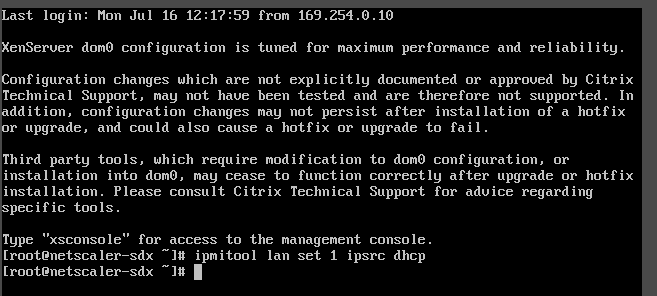 Last login: Mon Jul 16 12:17:59 from 169.254.0.10
XenServer dom0 configuration is tuned for maximum performance and reliability.
Configuration changes which are not explicitly documented or approved by Citrix
Technical Support, may not have been tested and are therefore not supported. In
addition, configuration changes may not persist after installation of a hotfix
or upgrade, and could also cause a hotfix or upgrade to fail.
Third party tools, which require modification to dom0 configuration, or
installation into dom0, may cease to function correctly after upgrade or hotfix
installation. Please consult Citrix Technical Support for advice regarding
specific tools.
Type "xsconsole" for access to the management console.
[root@netscaler-sdx ~]# ipmitool lan set 1 ipsrc dhcp
[root@netscaler-sdx ~]#